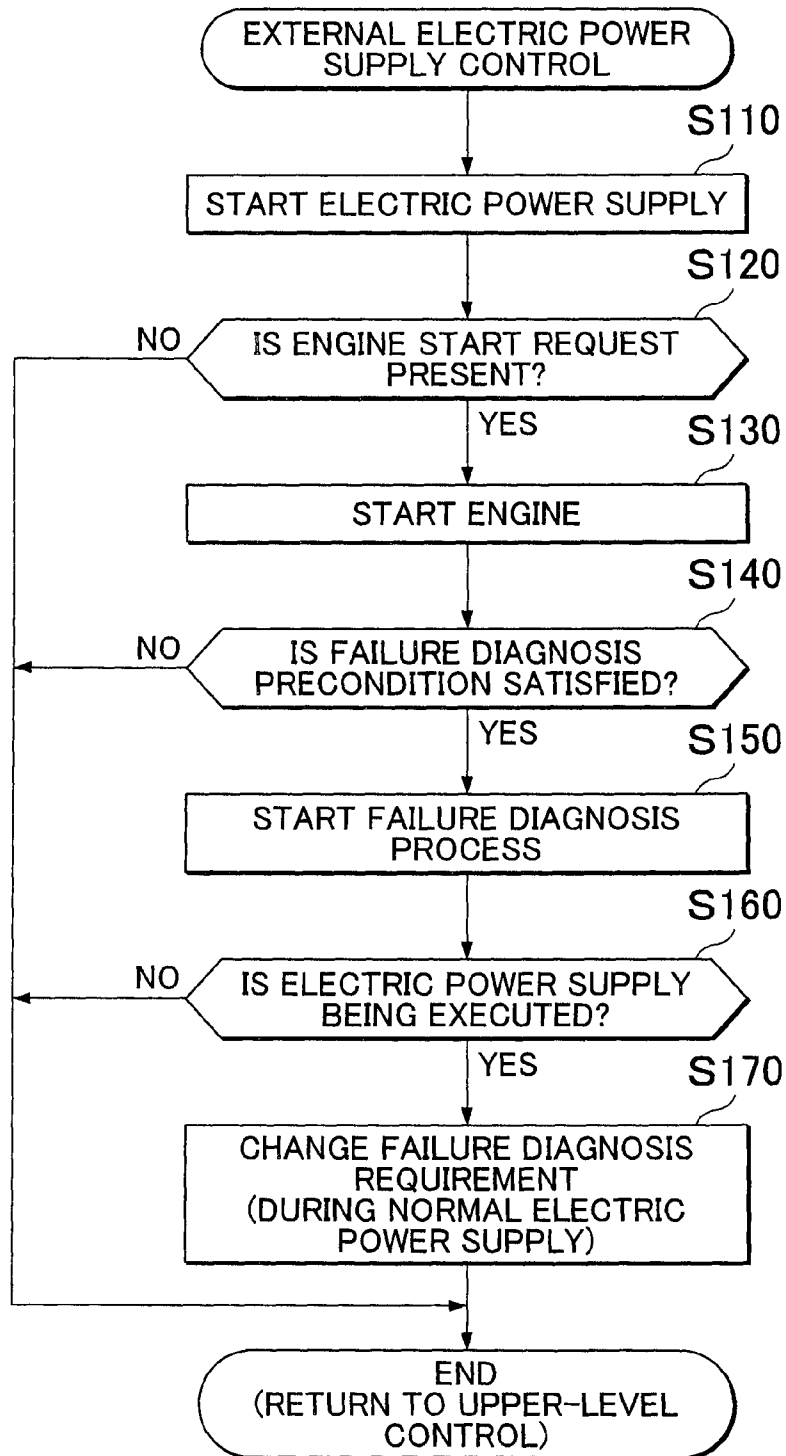 EXTERNAL ELECTRIC POWER
SUPPLY CONTROL
S110
START ELECTRIC POWER SUPPLY
S120
NO
IS ENGINE START REQUEST
PRESENT?
YES
S130
START ENGINE
S140
NO
IS FAILURE DIAGNOSIS
PRECONDITION SATISFIED?
YES
S150
START FAILURE DIAGNOSIS
PROCESS
S160
NO
IS ELECTRIC POWER SUPPLY
BEING EXECUTED?
YES
S170
CHANGE FAILURE DIAGNOSIS
REQUIREMENT
(DURING NORMAL ELECTRIC
POWER SUPPLY)
END
(RETURN TO UPPER-LEVEL
CONTROL)